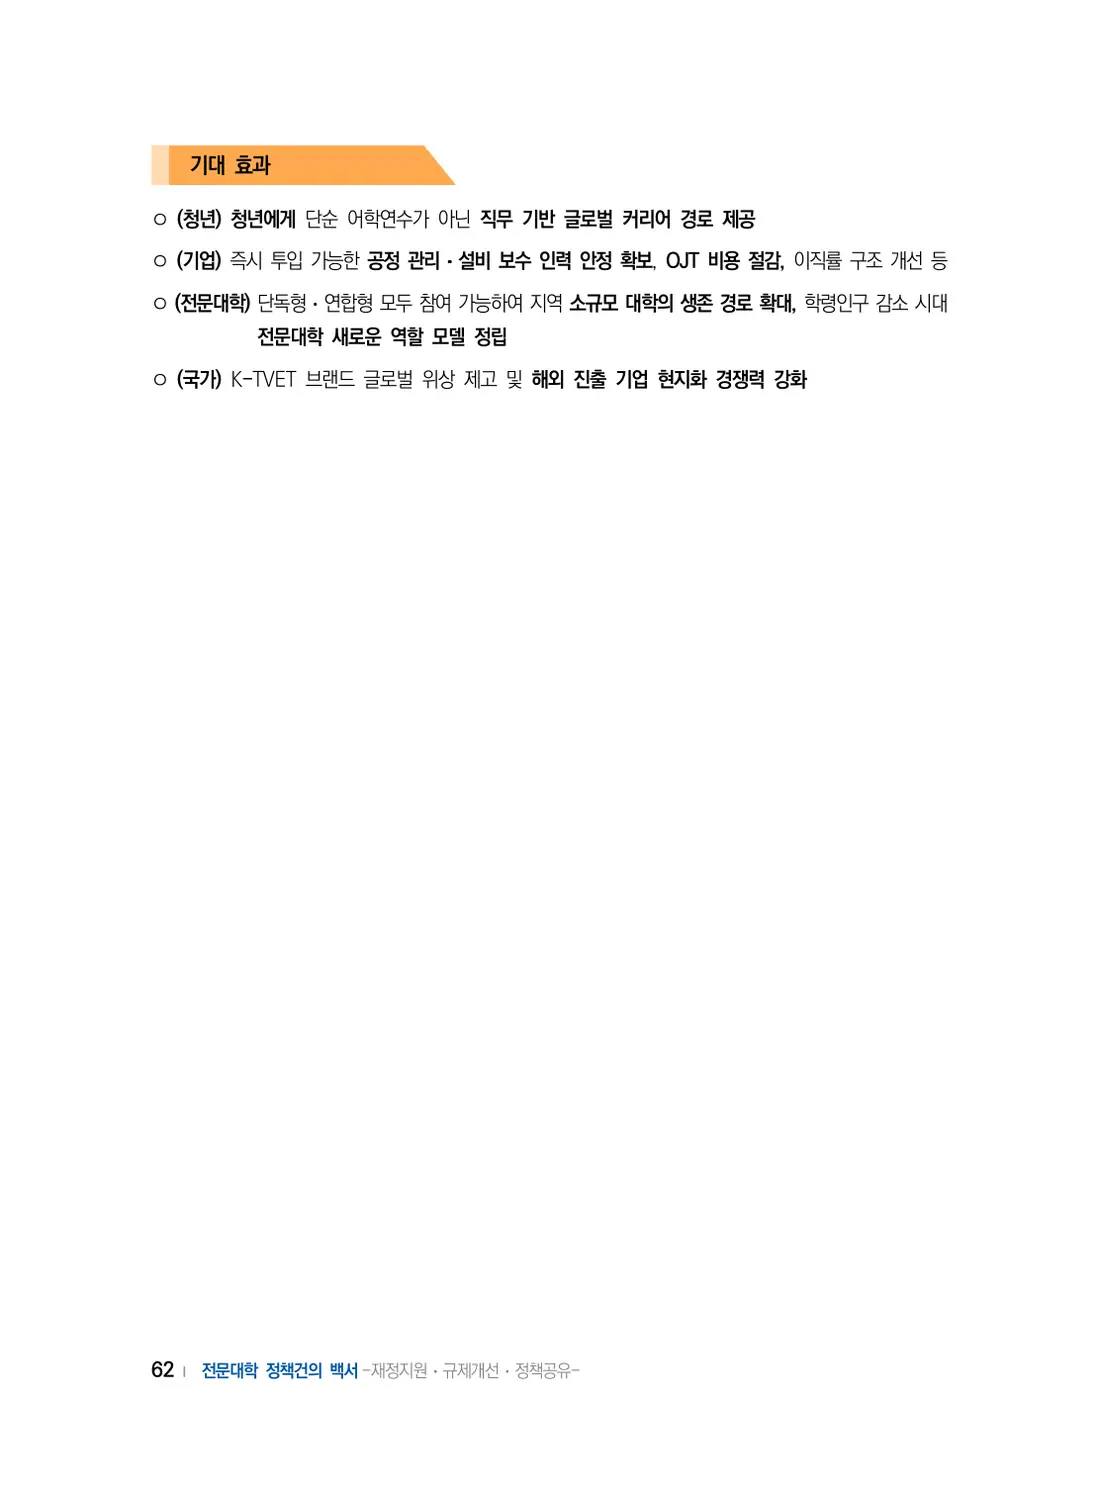 기대 효과
○ (청년) 청년에게 단순 어학연수가 아닌 직무 기반 글로벌 커리어 경로 제공
○ (기업) 즉시 투입 가능한 공정 관리·설비 보수 인력 안정 확보, OJT 비용 절감, 이직률 구조 개선 등
○ (전문대학) 단독형·연합형 모두 참여 가능하여 지역 소규모 대학의 생존 경로 확대, 학령인구 감소 시대
전문대학 새로운 역할 모델 정립
○ (국가) K-TVET 브랜드 글로벌 위상 제고 및 해외 진출 기업 현지화 경쟁력 강화
62 | 전문대학 정책건의 백서 -재정지원·규제개선·정책공유-